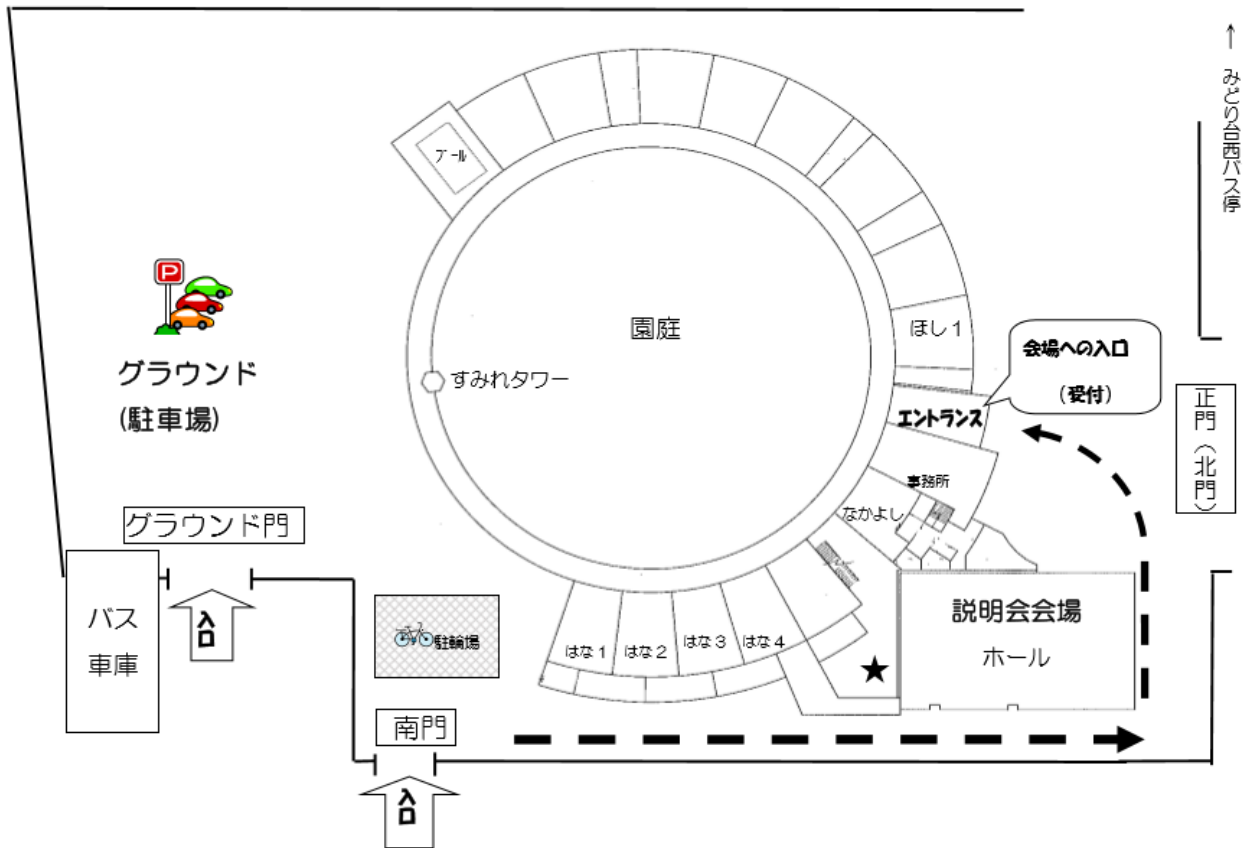 ↑ みどり台西バス停
プール
P
園庭
ほし1
会場への入口
(受付)
グラウンド
(駐車場)
すみれタワー
エントランス
正門(北門)
事務所
なかよし
グラウンド門
バス
車庫
入口
駐輪場
はな1
はな2
はな3
はな4
★
説明会会場
ホール
南門
入口